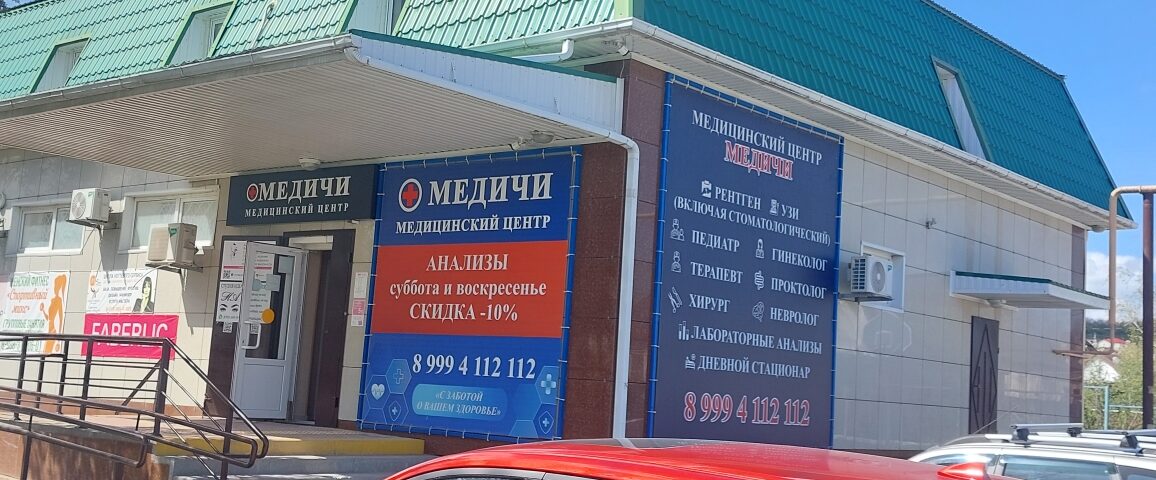 МЕДИЧИ
МЕДИЦИНСКИЙ ЦЕНТР
МЕДИЧИ
МЕДИЦИНСКИЙ ЦЕНТР
АНАЛИЗЫ
суббота и воскресенье
СКИДКА -10%
8 999 4 112 112
«С ЗАБОТОЙ
О ВАШЕМ ЗДОРОВЬЕ»
МЕДИЦИНСКИЙ ЦЕНТР
МЕДИЧИ
РЕНТГЕН УЗИ
(ВКЛЮЧАЯ СТОМАТОЛОГИЧЕСКИЙ)
ПЕДИАТР ГИНЕКОЛОГ
ТЕРАПЕВТ ПРОКТОЛОГ
ХИРУРГ НЕВРОЛОГ
ЛАБОРАТОРНЫЕ АНАЛИЗЫ
ДНЕВНОЙ СТАЦИОНАР
8 999 4 112 112
FABERLIC